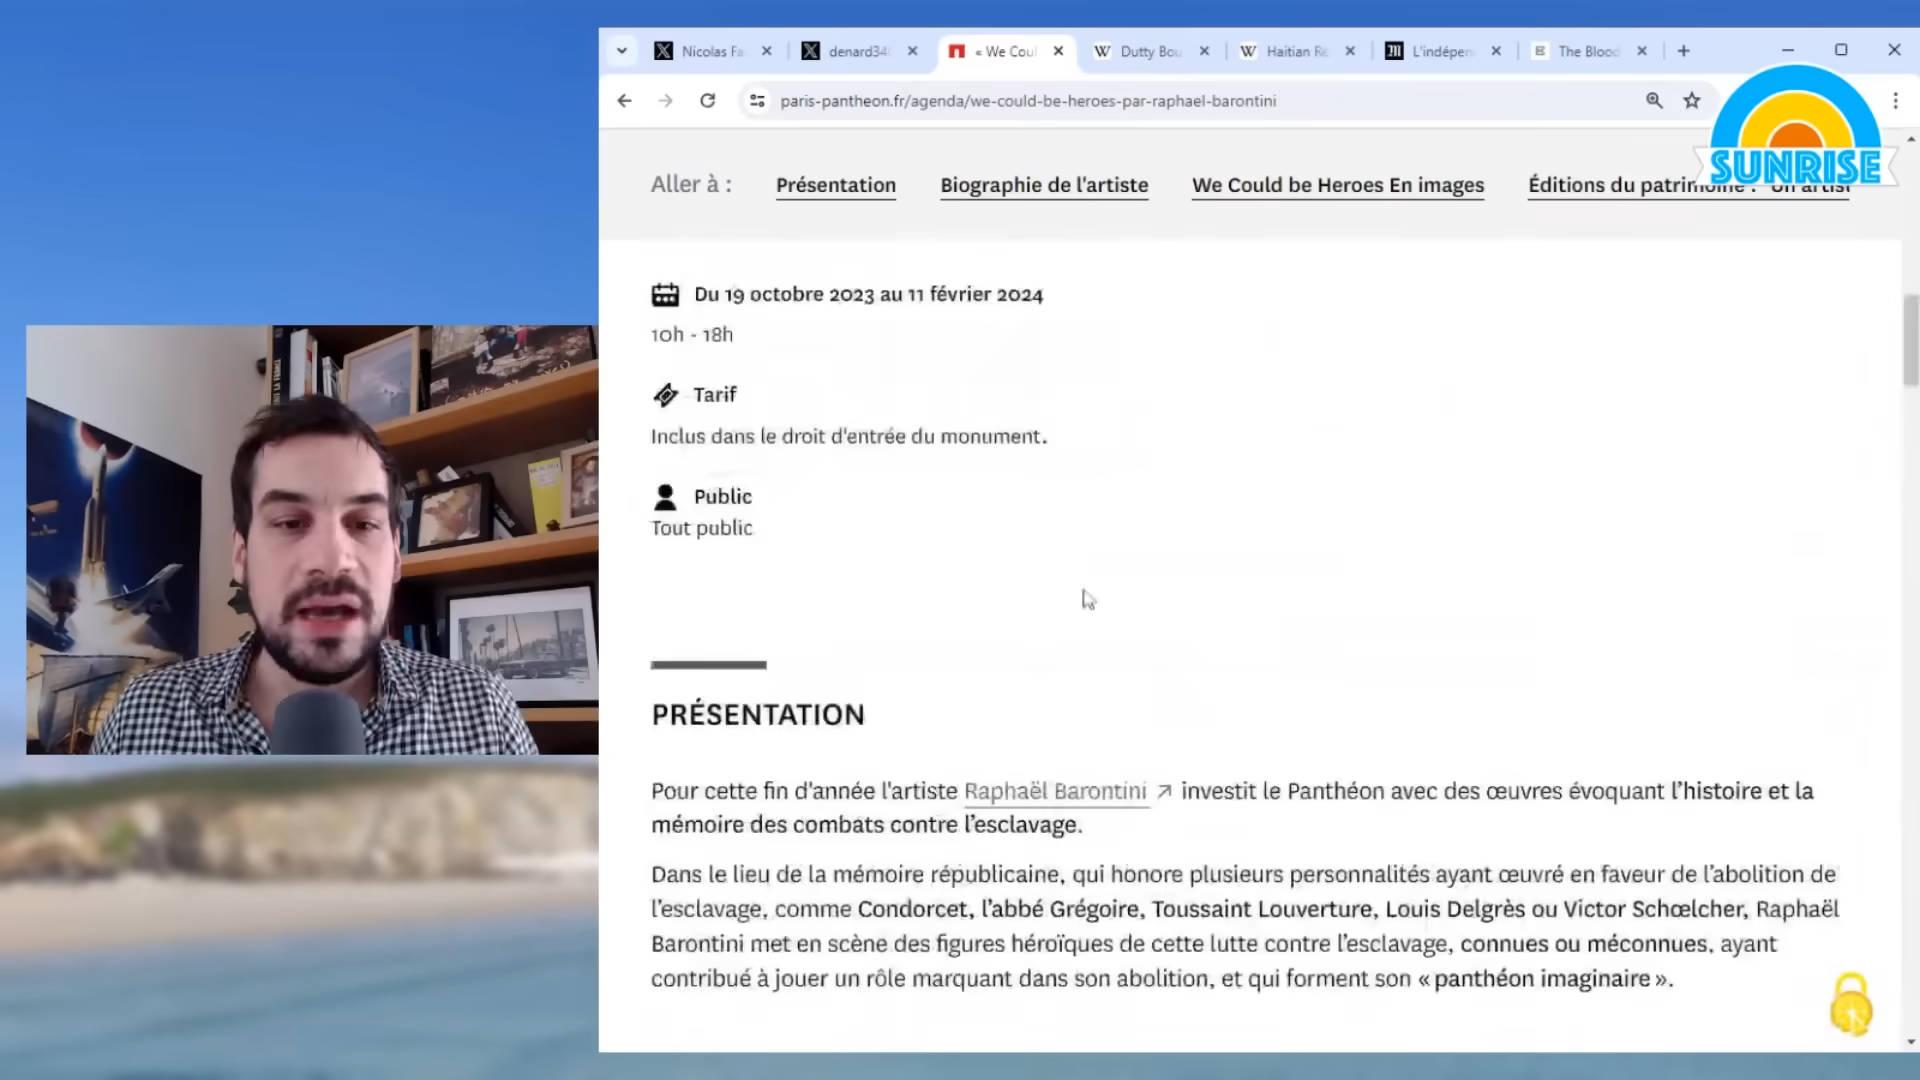 Nicolas Fa
denard34
« We Coul
Dutty Bou
Haitian Re
L'indépen
The Blood
paris-pantheon.fr/agenda/we-could-be-heroes-par-raphael-barontini
SUNRISE
Aller à :
Présentation
Biographie de l'artiste
We Could be Heroes En images
Éditions du patrimoine : "Un artist
Du 19 octobre 2023 au 11 février 2024
10h - 18h
Tarif
Inclus dans le droit d'entrée du monument.
Public
Tout public
PRÉSENTATION
Pour cette fin d'année l'artiste Raphaël Barontini investit le Panthéon avec des œuvres évoquant l'histoire et la
mémoire des combats contre l'esclavage.
Dans le lieu de la mémoire républicaine, qui honore plusieurs personnalités ayant œuvré en faveur de l'abolition de
l'esclavage, comme Condorcet, l'abbé Grégoire, Toussaint Louverture, Louis Delgrès ou Victor Schœlcher, Raphaël
Barontini met en scène des figures héroïques de cette lutte contre l'esclavage, connues ou méconnues, ayant
contribué à jouer un rôle marquant dans son abolition, et qui forment son « panthéon imaginaire ».